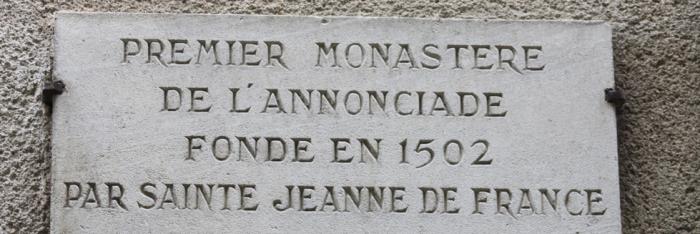 PREMIER MONASTERE
DE L'ANNONCIADE
FONDE EN 1502
PAR SAINTE JEANNE DE FRANCE